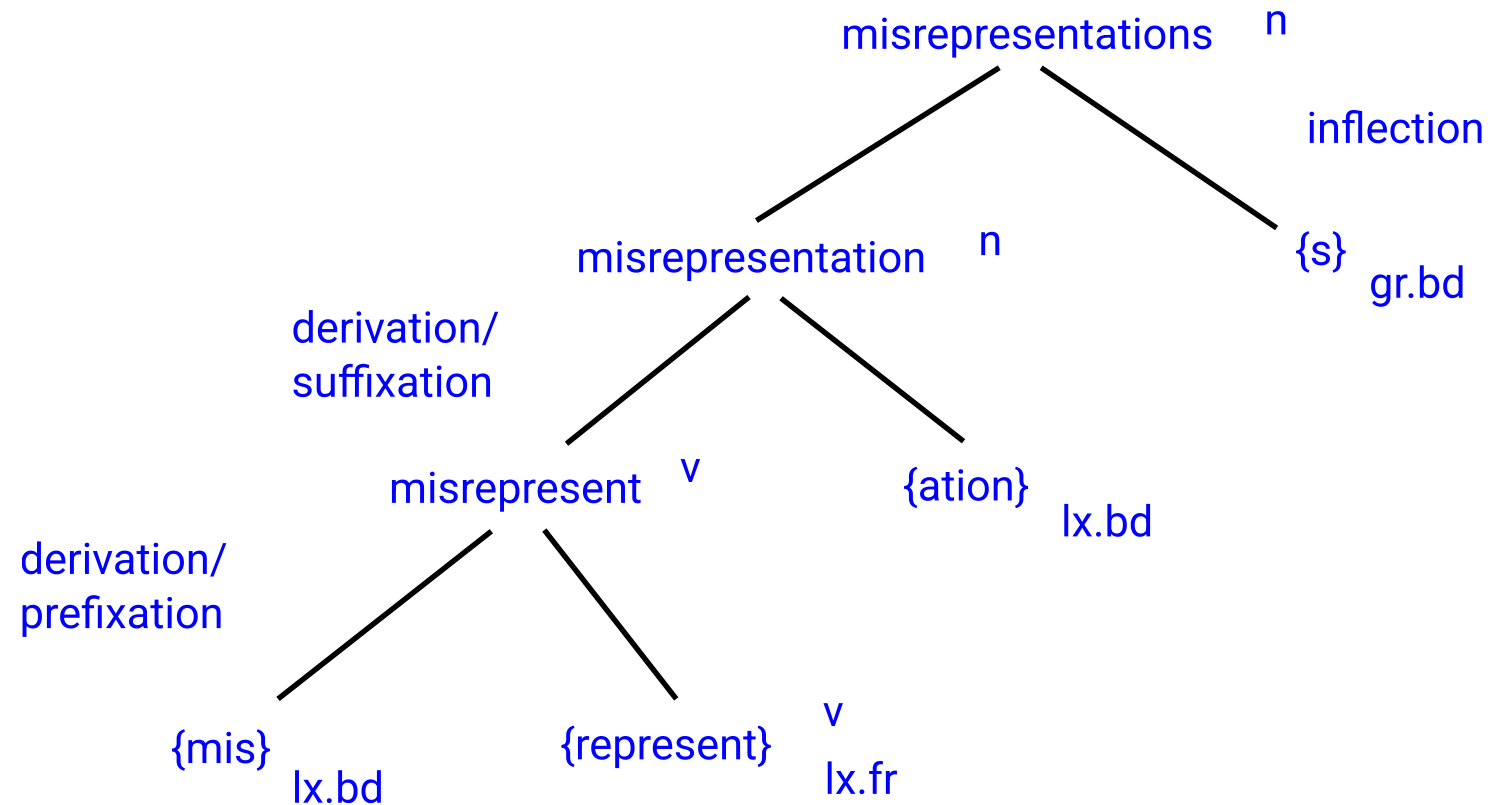 misrepresentations n
inflection
misrepresentation n
{s}
gr.bd
derivation/
suffixation
misrepresent v
{ation}
lx.bd
derivation/
prefixation
{mis}
lx.bd
{represent} v
lx.fr